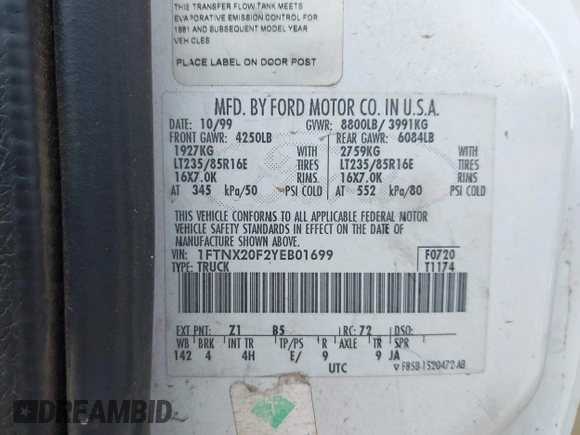 THIS TRANSFER FLOW TANK MEETS
EVAPORATIVE EMISSION CONTROL FOR
1981 AND SUBSEQUENT MODEL YEAR
VEHICLES
PLACE LABEL ON DOOR POST
MFD. BY FORD MOTOR CO. IN U.S.A.
DATE: 10/99 GVWR: 8800LB/ 3991KG
FRONT GAWR: 4250LB REAR GAWR: 6084LB
1927KG WITH 2759KG WITH
LT235/85R16E TIRES LT235/85R16E TIRES
16X7.0K RIMS 16X7.0K RIMS
AT 345 kPa/50 PSI COLD AT 552 kPa/80 PSI COLD
THIS VEHICLE CONFORMS TO ALL APPLICABLE FEDERAL MOTOR
VEHICLE SAFETY STANDARDS IN EFFECT ON THE DATE OF
MANUFACTURE SHOWN ABOVE.
VIN: 1FTNX20F2YEB01699 F0720
TYPE: TRUCK T1174
EXT PNT: Z1 B5 RC: 72 DSO:
WB BRK INT TR TP/PS R AXLE TR SPR
142 4 4H E/ 9 9 JA
UTC F85B-1520472-AB
DREAMBID